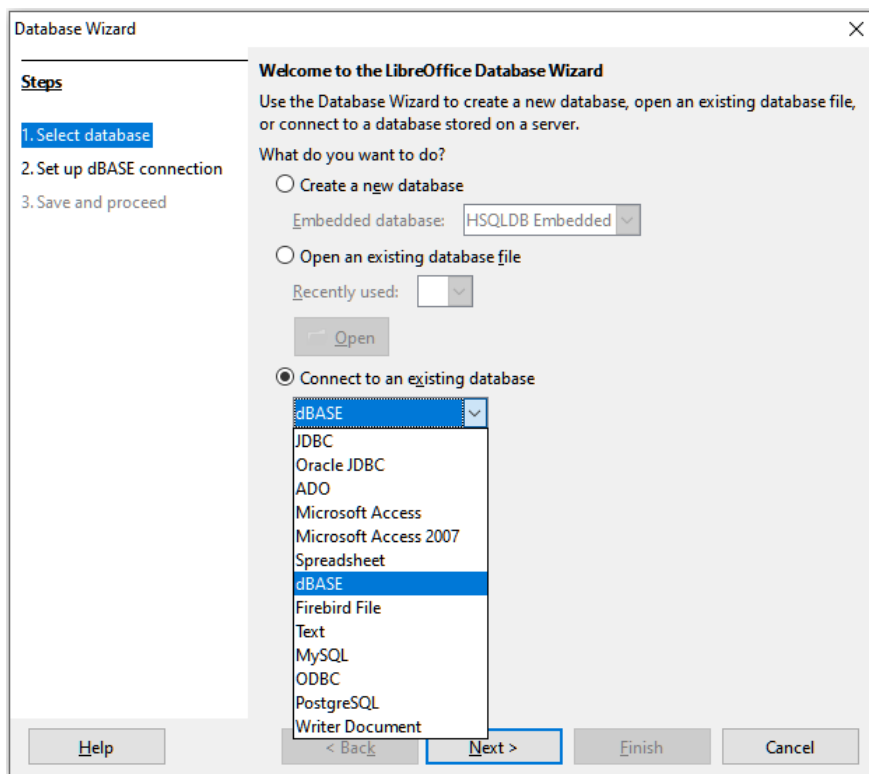 Database Wizard
Steps
1. Select database
2. Set up dBASE connection
3. Save and proceed
Welcome to the LibreOffice Database Wizard
Use the Database Wizard to create a new database, open an existing database file,
or connect to a database stored on a server.
What do you want to do?
Create a new database
Embedded database: HSQLDB Embedded
Open an existing database file
Recently used:
Open
Connect to an existing database
dBASE
JDBC
Oracle JDBC
ADO
Microsoft Access
Microsoft Access 2007
Spreadsheet
dBASE
Firebird File
Text
MySQL
ODBC
PostgreSQL
Writer Document
Help < Back Next > Finish Cancel